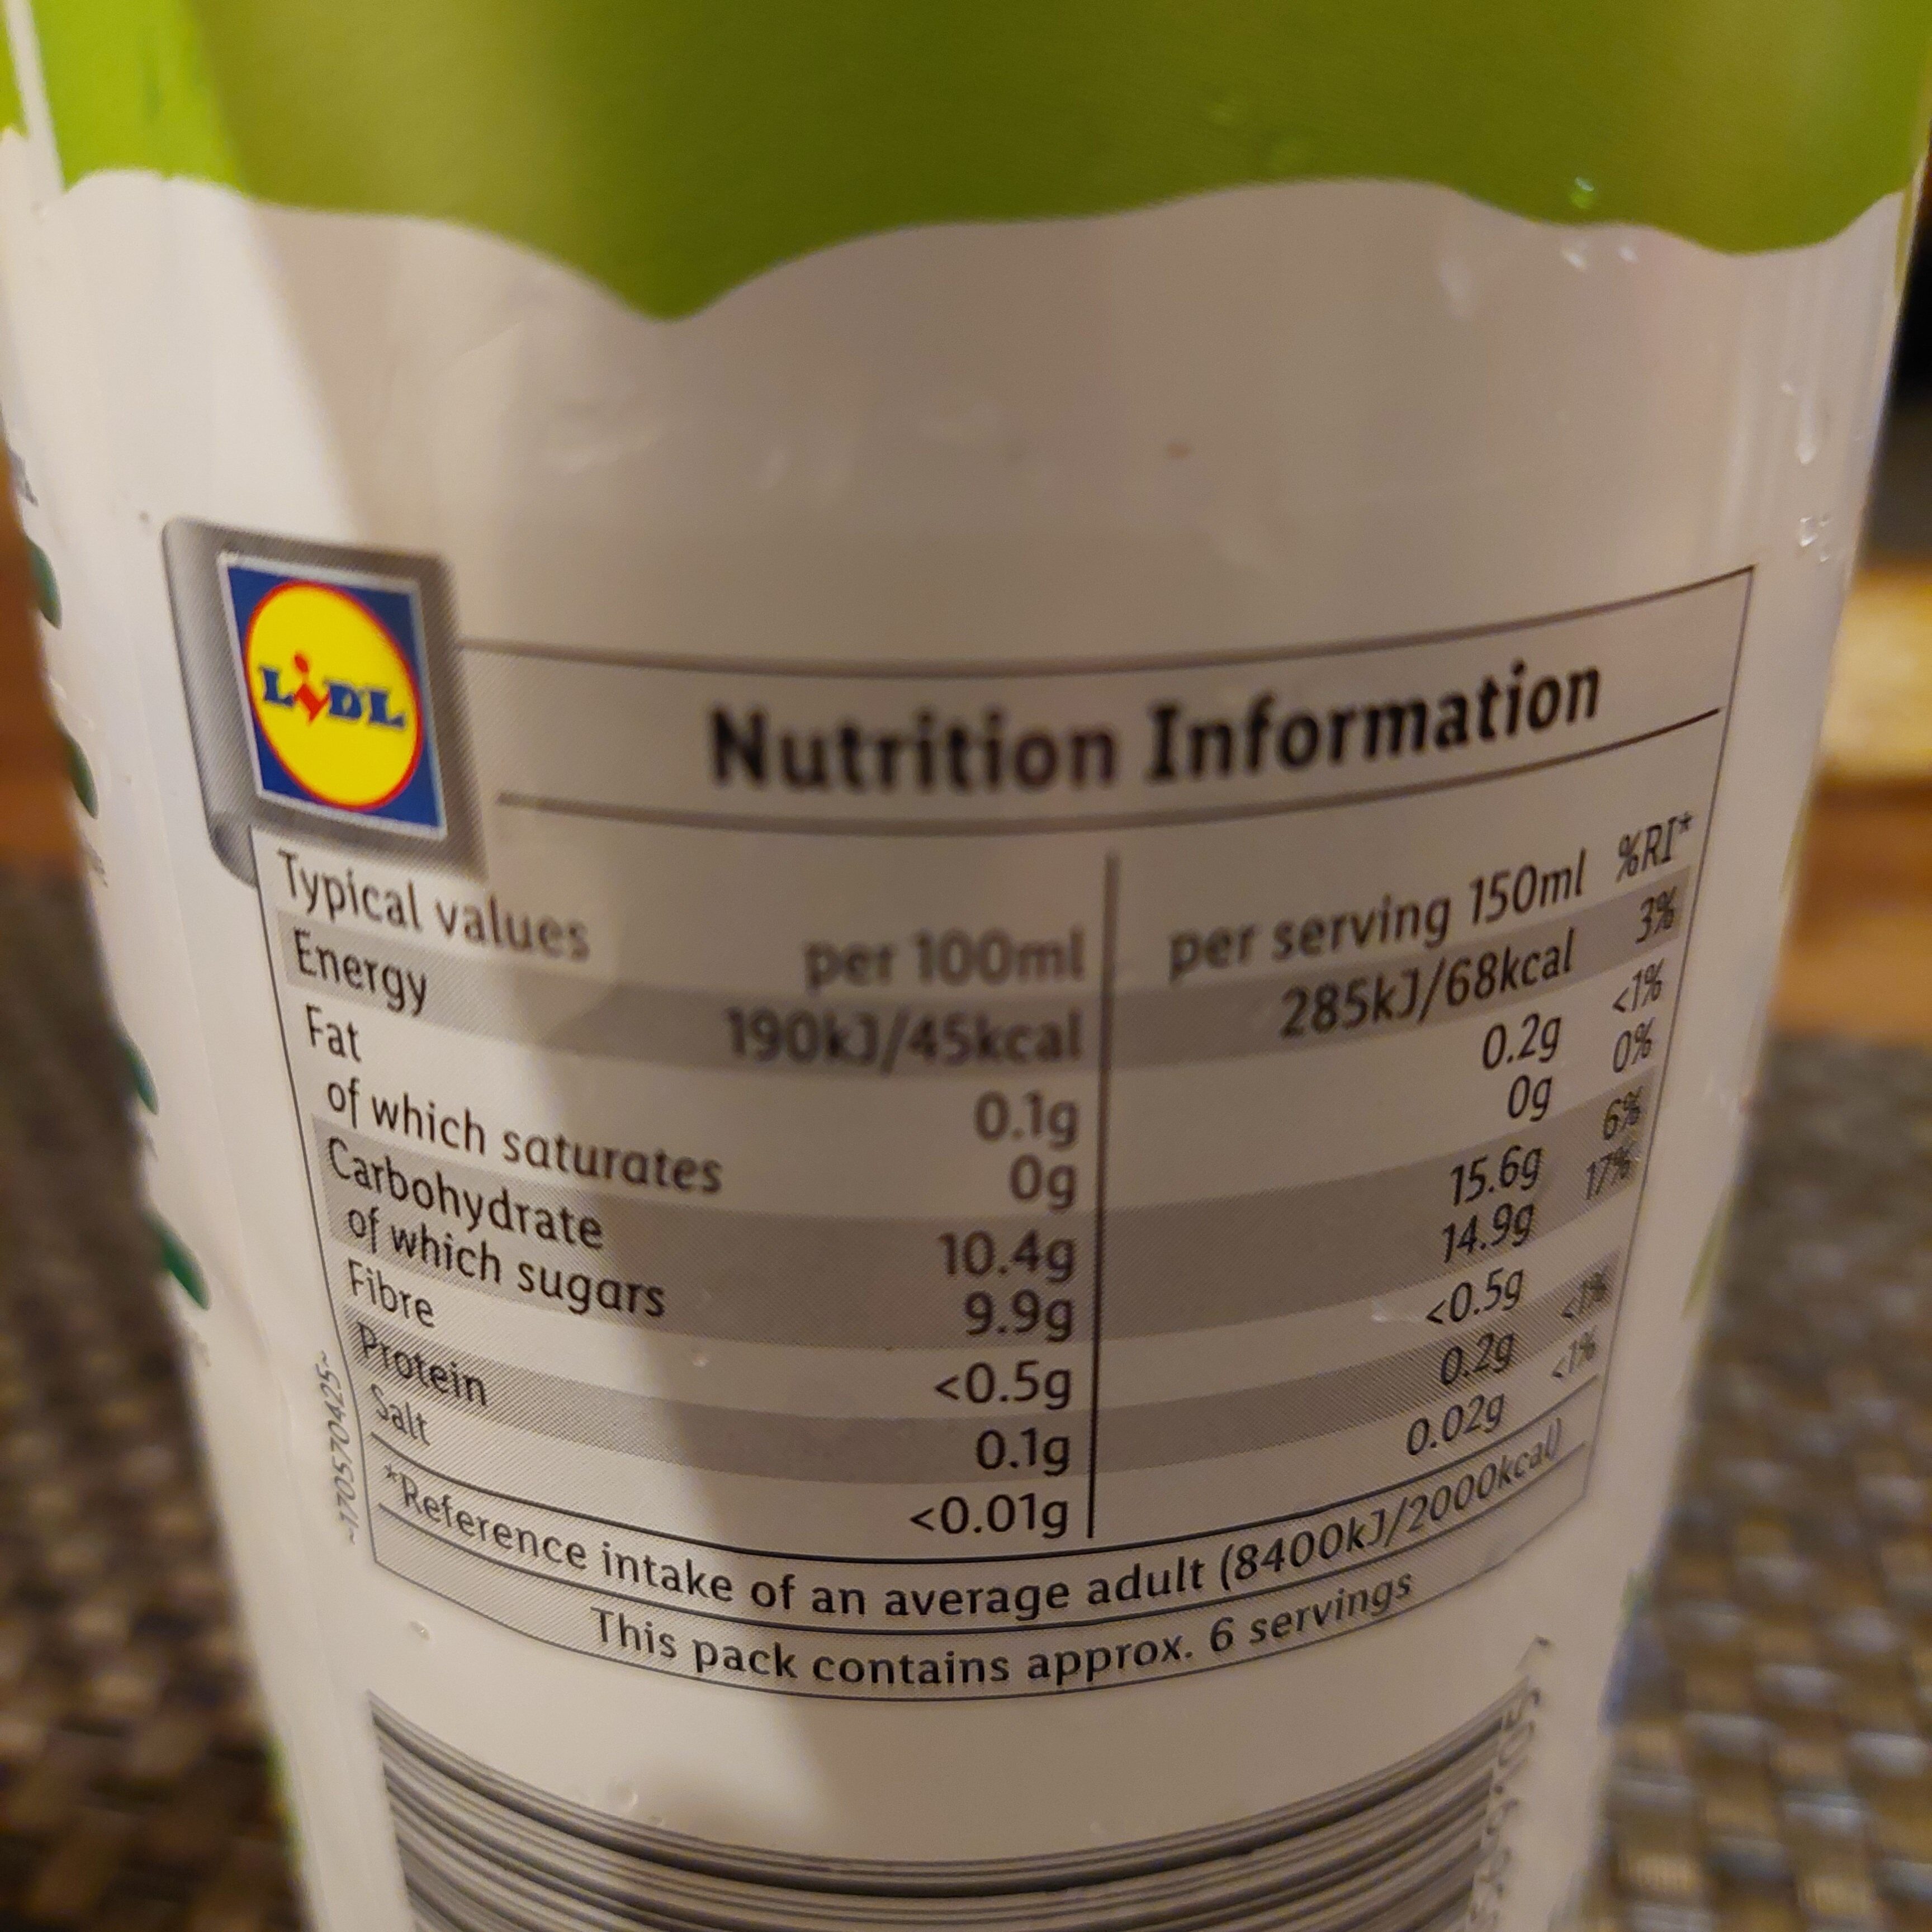 LIDL
Nutrition Information
Typical values per 100ml per serving 150ml %RI*
Energy 190kJ/45kcal 285kJ/68kcal 3%
Fat 0.1g 0.2g <1%
of which saturates 0g 0g 0%
Carbohydrate 10.4g 15.6g 6%
of which sugars 9.9g 14.9g 17%
Fibre <0.5g <0.5g
Protein 0.1g 0.2g <1%
Salt <0.01g 0.02g <1%
*Reference intake of an average adult (8400kJ/2000kcal)
This pack contains approx. 6 servings
~1705570425~